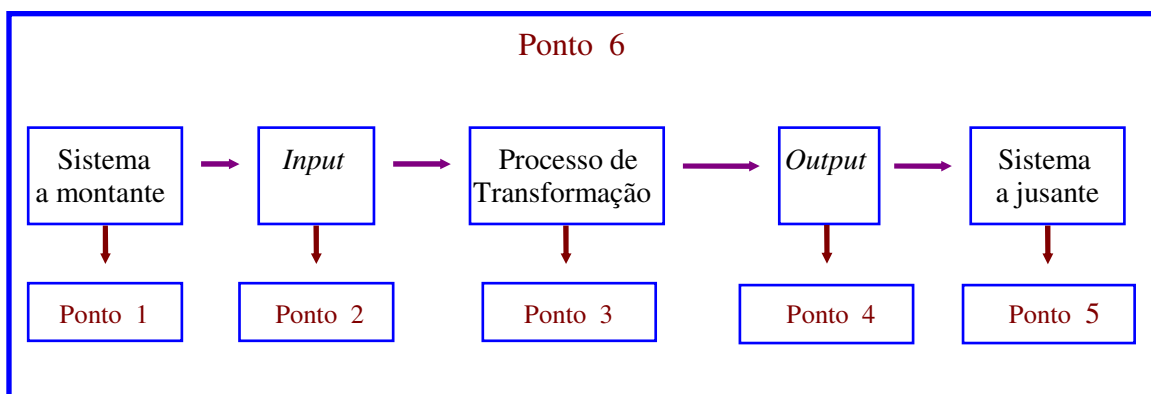 Ponto 6
Sistema
a montante
Input
Processo de
Transformação
Output
Sistema
a jusante
Ponto 1
Ponto 2
Ponto 3
Ponto 4
Ponto 5